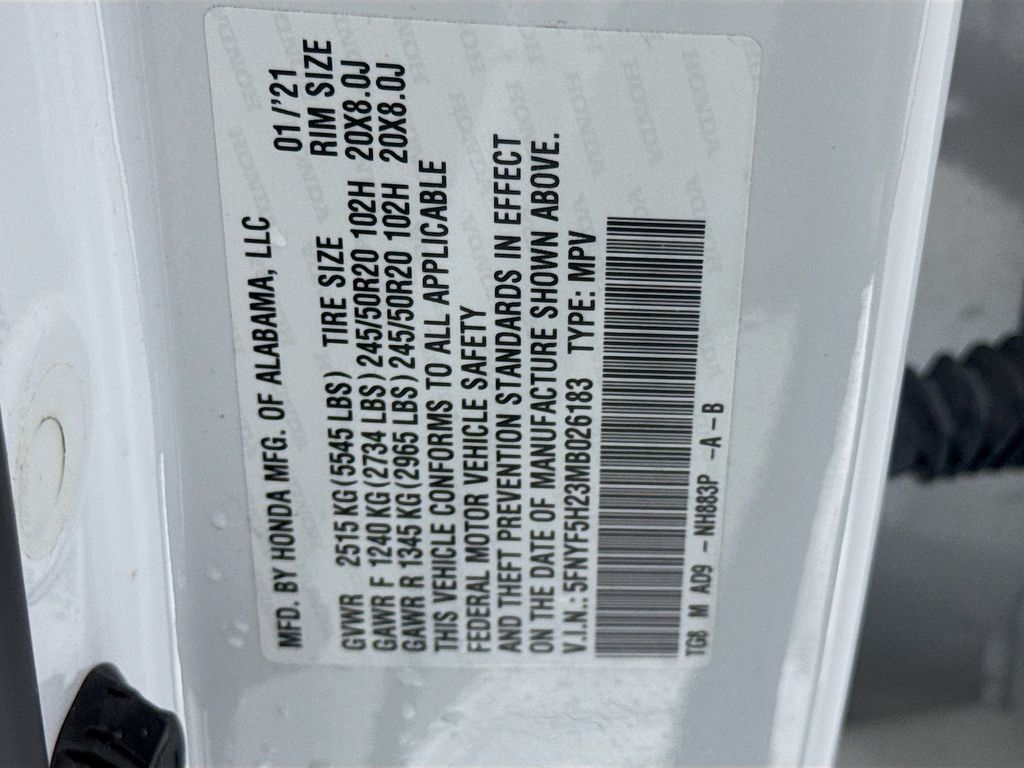 MFD. BY HONDA MFG. OF ALABAMA, LLC 01/'21
TIRE SIZE RIM SIZE
GVWR 2515 KG (5545 LBS)
GAWR F 1240 KG (2734 LBS) 245/50R20 102H 20X8.0J
GAWR R 1345 KG (2965 LBS) 245/50R20 102H 20X8.0J
THIS VEHICLE CONFORMS TO ALL APPLICABLE
FEDERAL MOTOR VEHICLE SAFETY
AND THEFT PREVENTION STANDARDS IN EFFECT
ON THE DATE OF MANUFACTURE SHOWN ABOVE.
V.I.N.: 5FNYF5H23MB026183 TYPE: MPV
TG8 M A09 -NH883P -A-B